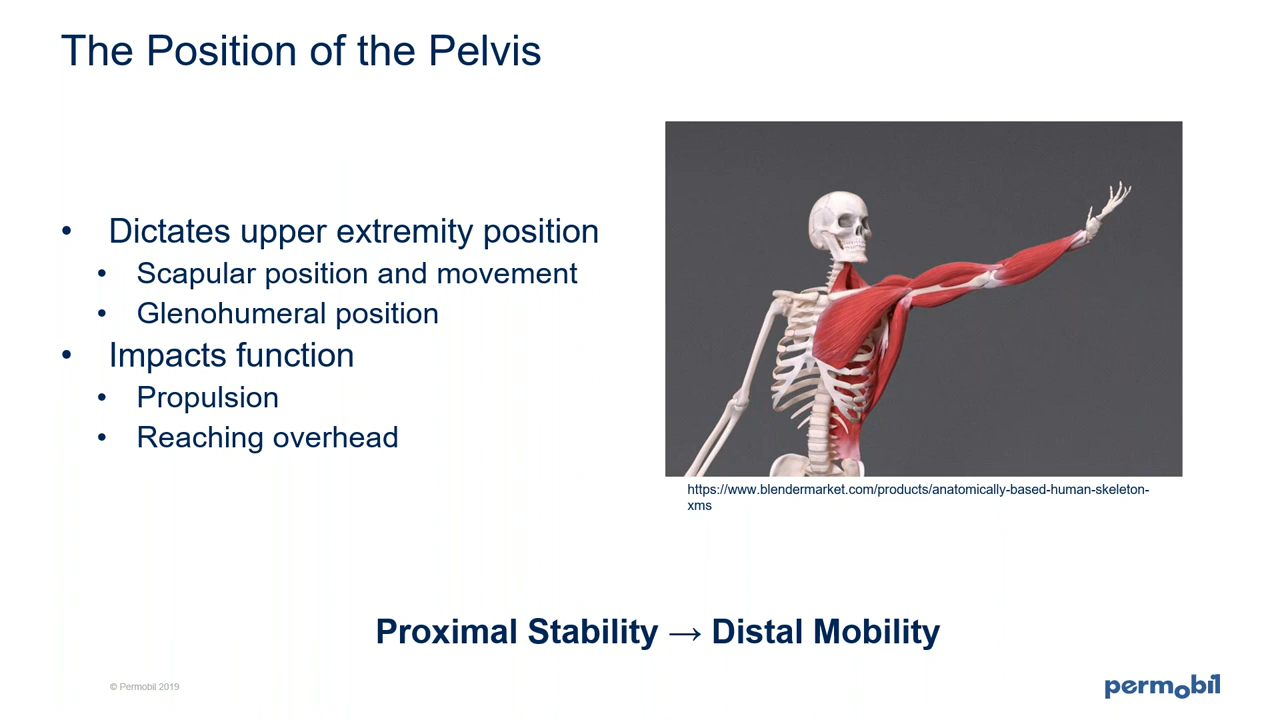 The Position of the Pelvis
• Dictates upper extremity position
• Scapular position and movement
• Glenohumeral position
• Impacts function
• Propulsion
• Reaching overhead
https://www.blendermarket.com/products/anatomically-based-human-skeleton-
xms
Proximal Stability → Distal Mobility
© Permobil 2019
permobil